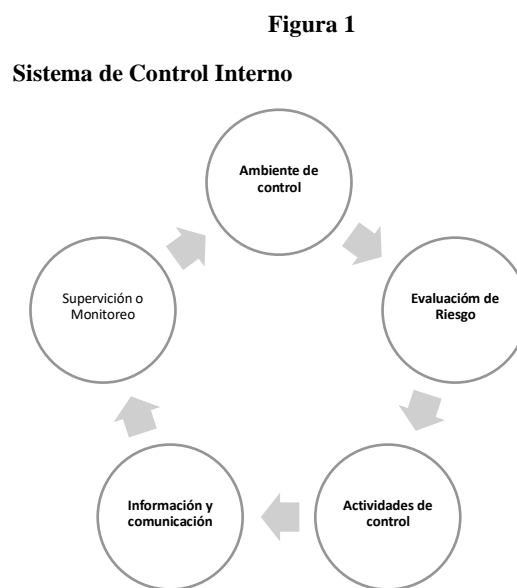 Figura 1
Sistema de Control Interno
Ambiente de
control
Evaluacióm de
Riesgo
Actividades de
control
Información y
comunicación
Supervición o
Monitoreo